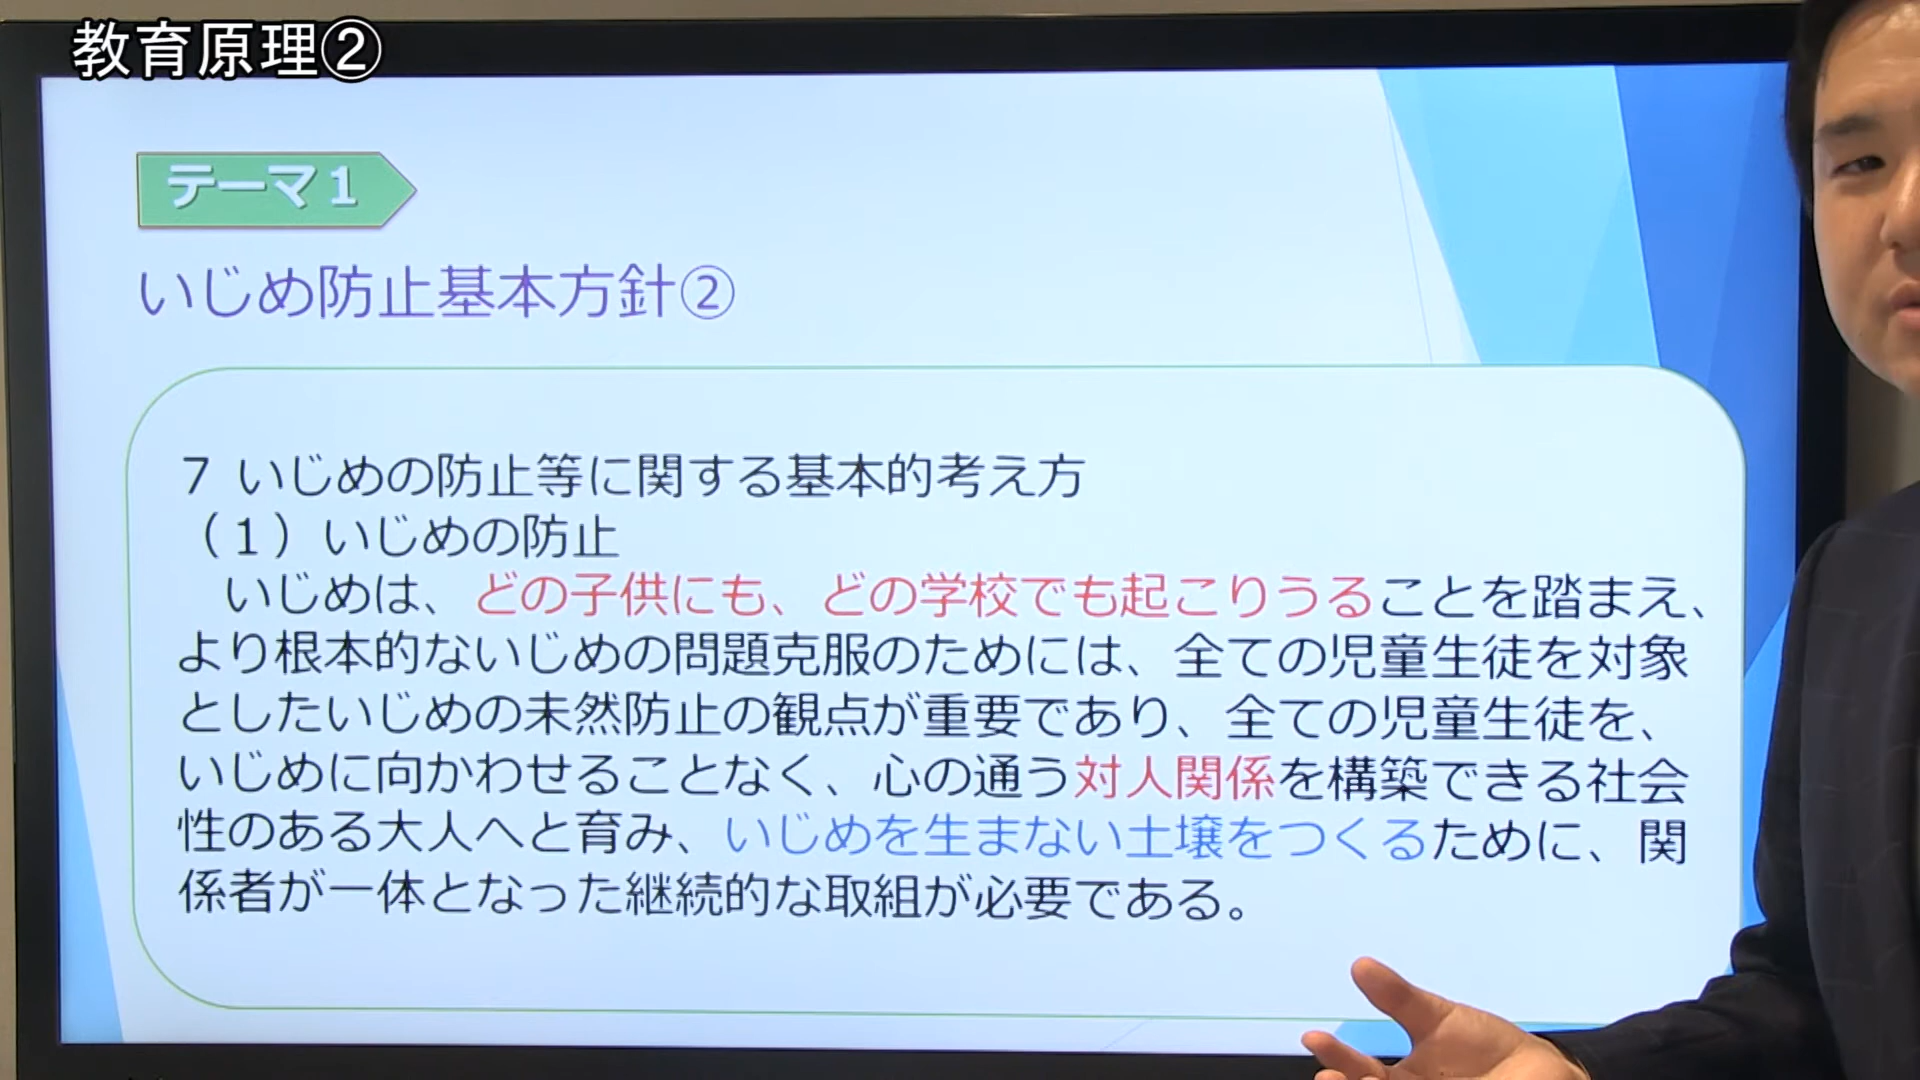 教育原理②
テーマ1
いじめ防止基本方針②
7 いじめの防止等に関する基本的考え方
（1）いじめの防止
いじめは、どの子供にも、どの学校でも起こりうることを踏まえ、
より根本的ないじめの問題克服のためには、全ての児童生徒を対象
としたいじめの未然防止の観点が重要であり、全ての児童生徒を、
いじめに向かわせることなく、心の通う対人関係を構築できる社会
性のある大人へと育み、いじめを生まない土壌をつくるために、関
係者が一体となった継続的な取組が必要である。